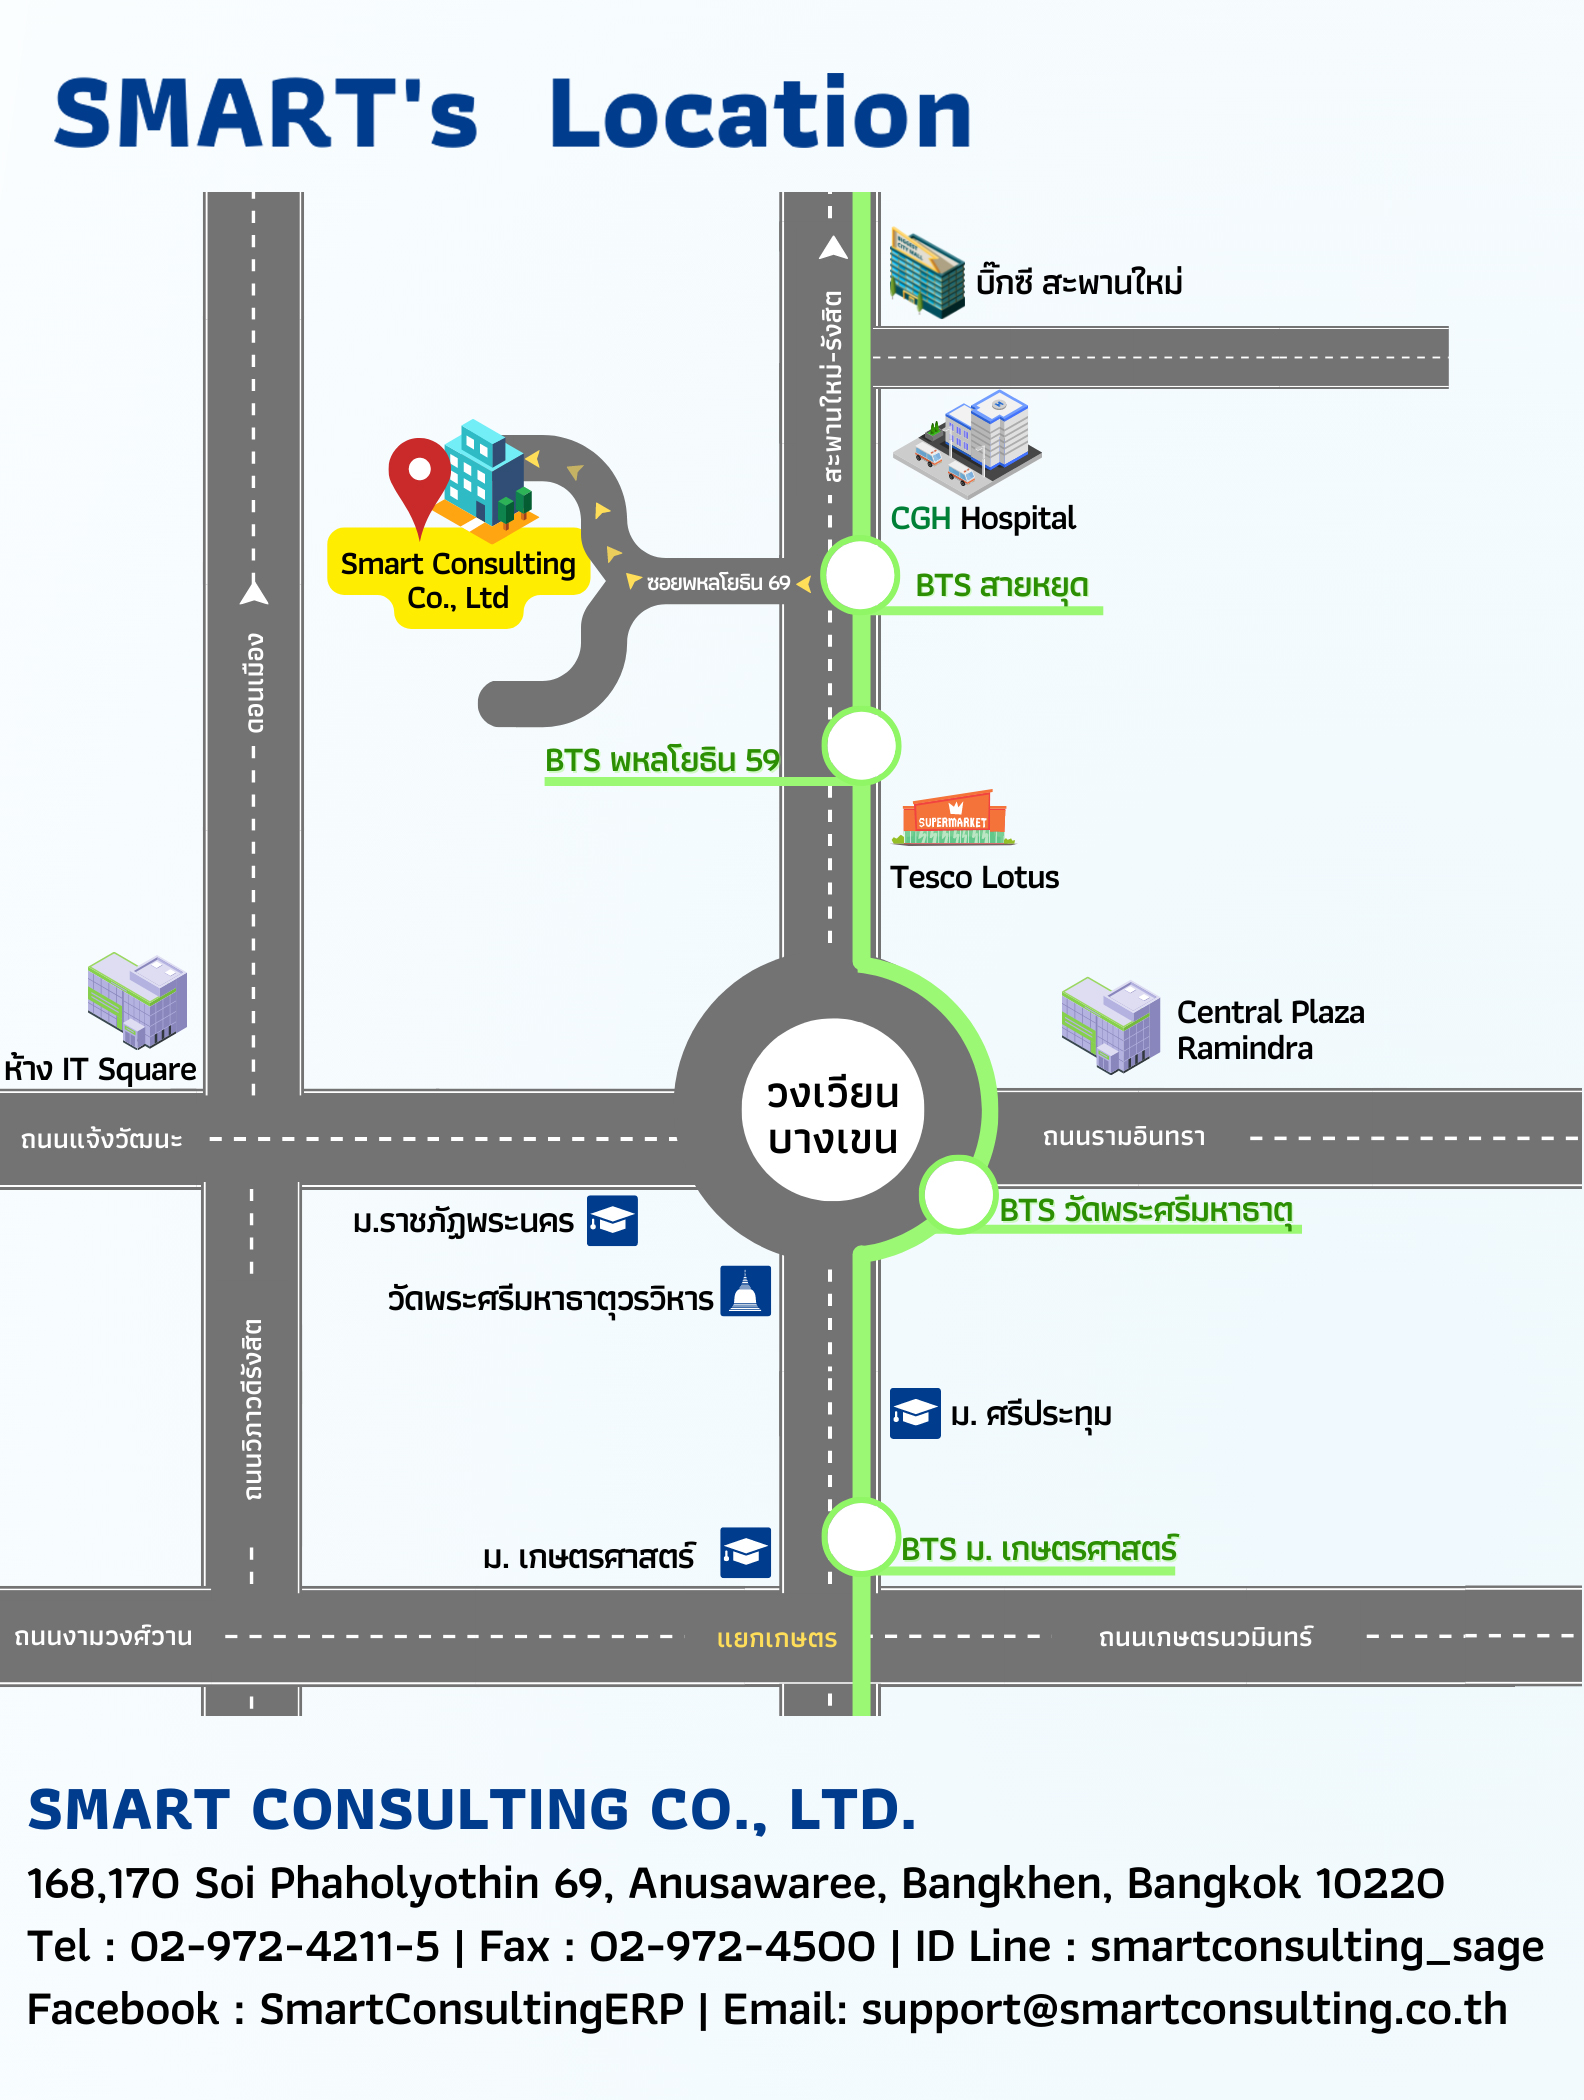 SMART's Location
บิ๊กซี สะพานใหม่
สะพานใหม่-รังสิต
CGH Hospital
Smart Consulting
Co., Ltd
ซอยพหลโยธิน 69
BTS สายหยุด
ดอนเมือง
BTS พหลโยธิน 59
SUPERMARKET
Tesco Lotus
ห้าง IT Square
Central Plaza
Ramindra
วงเวียน
บางเขน
ถนนแจ้งวัฒนะ
ถนนรามอินทรา
ม.ราชภัฏพระนคร
BTS วัดพระศรีมหาธาตุ
วัดพระศรีมหาธาตุวรวิหาร
ถนนวิภาวดีรังสิต
ม. ศรีประทุม
ม. เกษตรศาสตร์
BTS ม. เกษตรศาสตร์
ถนนงามวงศ์วาน
แยกเกษตร
ถนนเกษตรนวมินทร์
SMART CONSULTING CO., LTD.
168,170 Soi Phaholyothin 69, Anusawaree, Bangkhen, Bangkok 10220
Tel : 02-972-4211-5 | Fax : 02-972-4500 | ID Line : smartconsulting_sage
Facebook : SmartConsultingERP | Email: support@smartconsulting.co.th